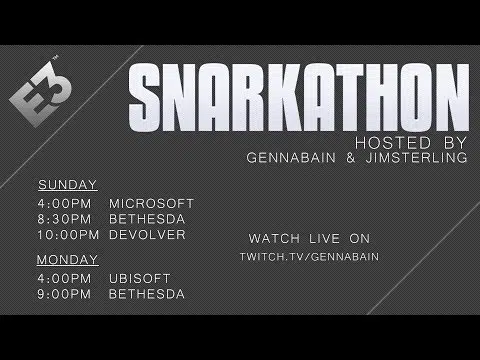 E3
SNARKATHON
HOSTED BY
GENNABAIN & JIMSTERLING
SUNDAY
4:00PM MICROSOFT
8:30PM BETHESDA
10:00PM DEVOLVER
MONDAY
4:00PM UBISOFT
9:00PM BETHESDA
WATCH LIVE ON
TWITCH.TV/GENNABAIN